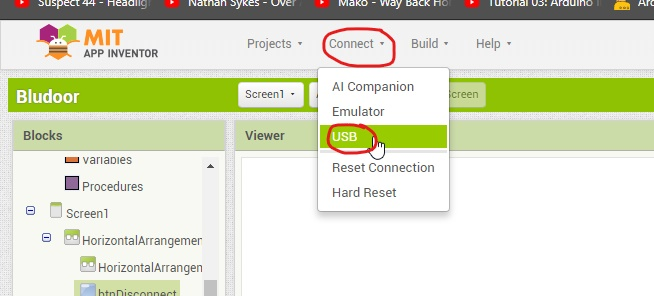 Suspect 44 - Headlig
Nathan Sykes - Over
Mako - Way Back Ho
Tutorial 03: Arduino I
Ard
MIT
APP INVENTOR
Projects
Connect
Build
Help
Bludoor
Screen1
Screen
AI Companion
Emulator
USB
Reset Connection
Hard Reset
Blocks
Viewer
Variables
Procedures
Screen1
HorizontalArrangemen
HorizontalArrangen
btnDisconnect